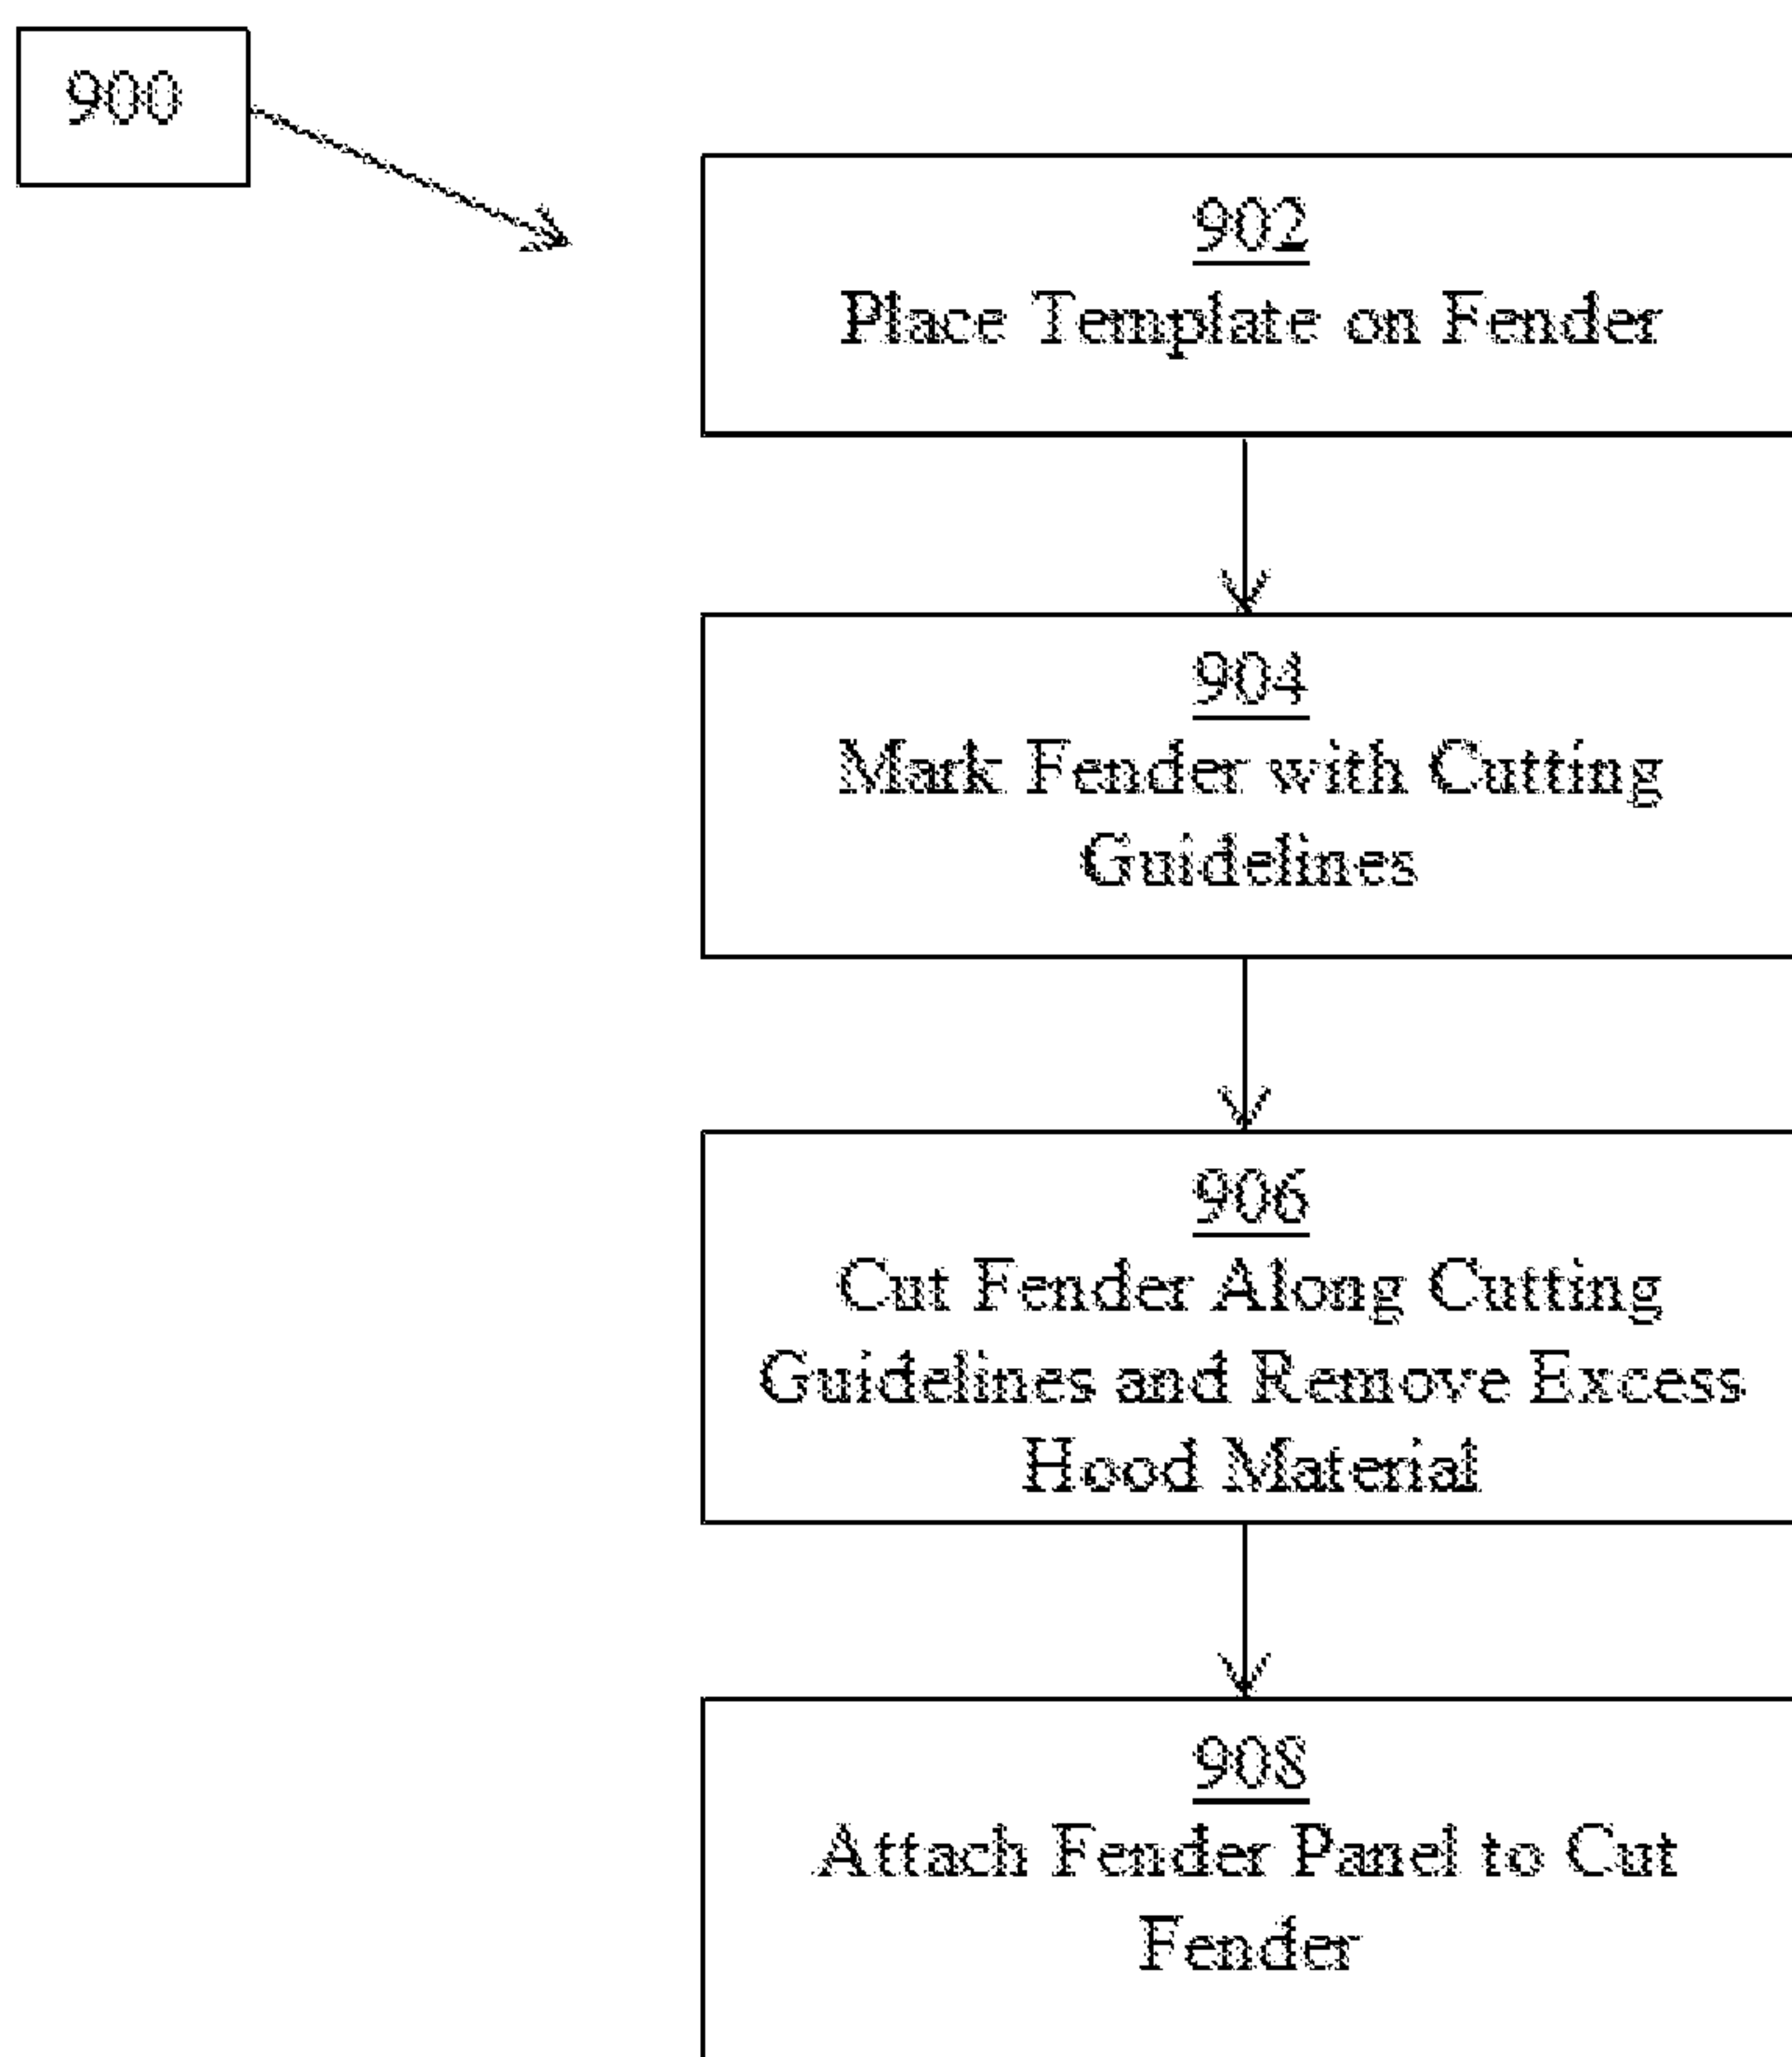 900
902
Place Template on Fender
904
Mark Fender with Cutting
Guidelines
906
Cut Fender Along Cutting
Guidelines and Remove Excess
Hood Material
908
Attach Fender Panel to Cut
Fender